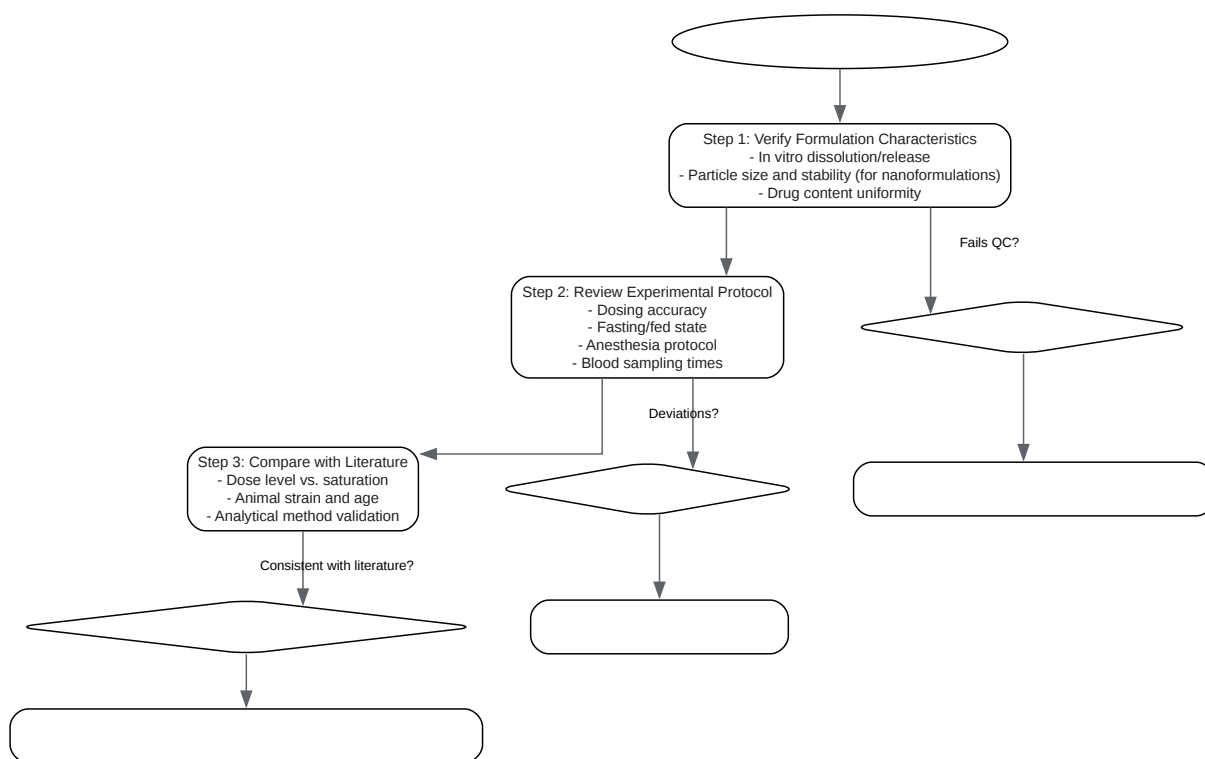 Step 1: Verify Formulation Characteristics
- In vitro dissolution/release
- Particle size and stability (for nanoformulations)
- Drug content uniformity
Fails QC?
Step 2: Review Experimental Protocol
- Dosing accuracy
- Fasting/fed state
- Anesthesia protocol
- Blood sampling times
Deviations?
Step 3: Compare with Literature
- Dose level vs. saturation
- Animal strain and age
- Analytical method validation
Consistent with literature?